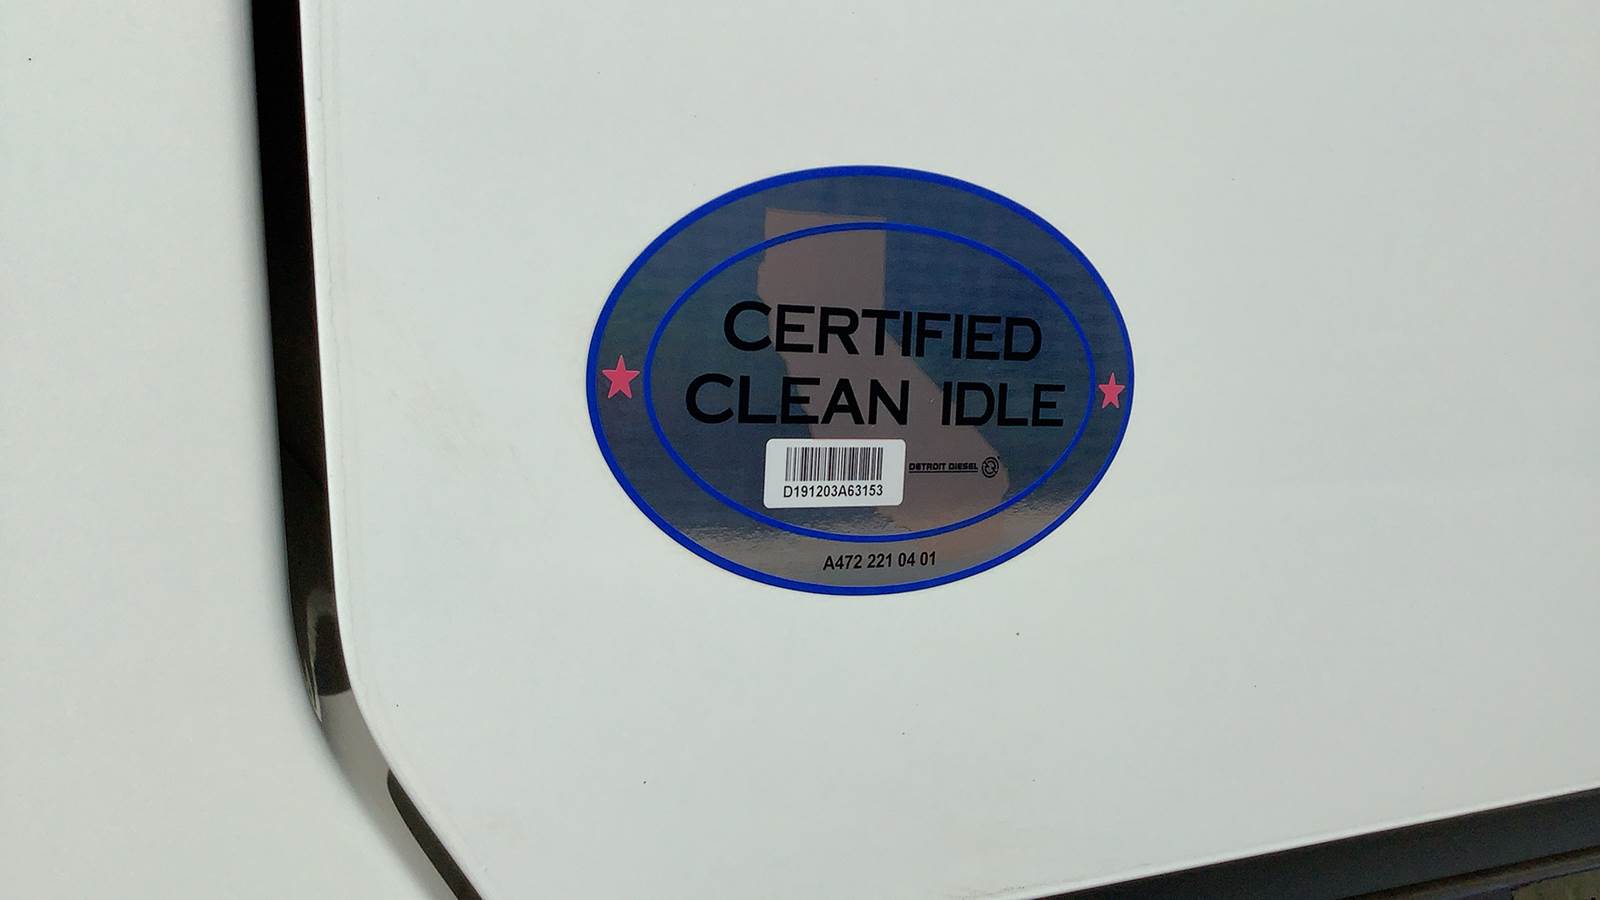 CERTIFIED
CLEAN IDLE
DETROIT DIESEL
D191203A63153
A472 221 04 01